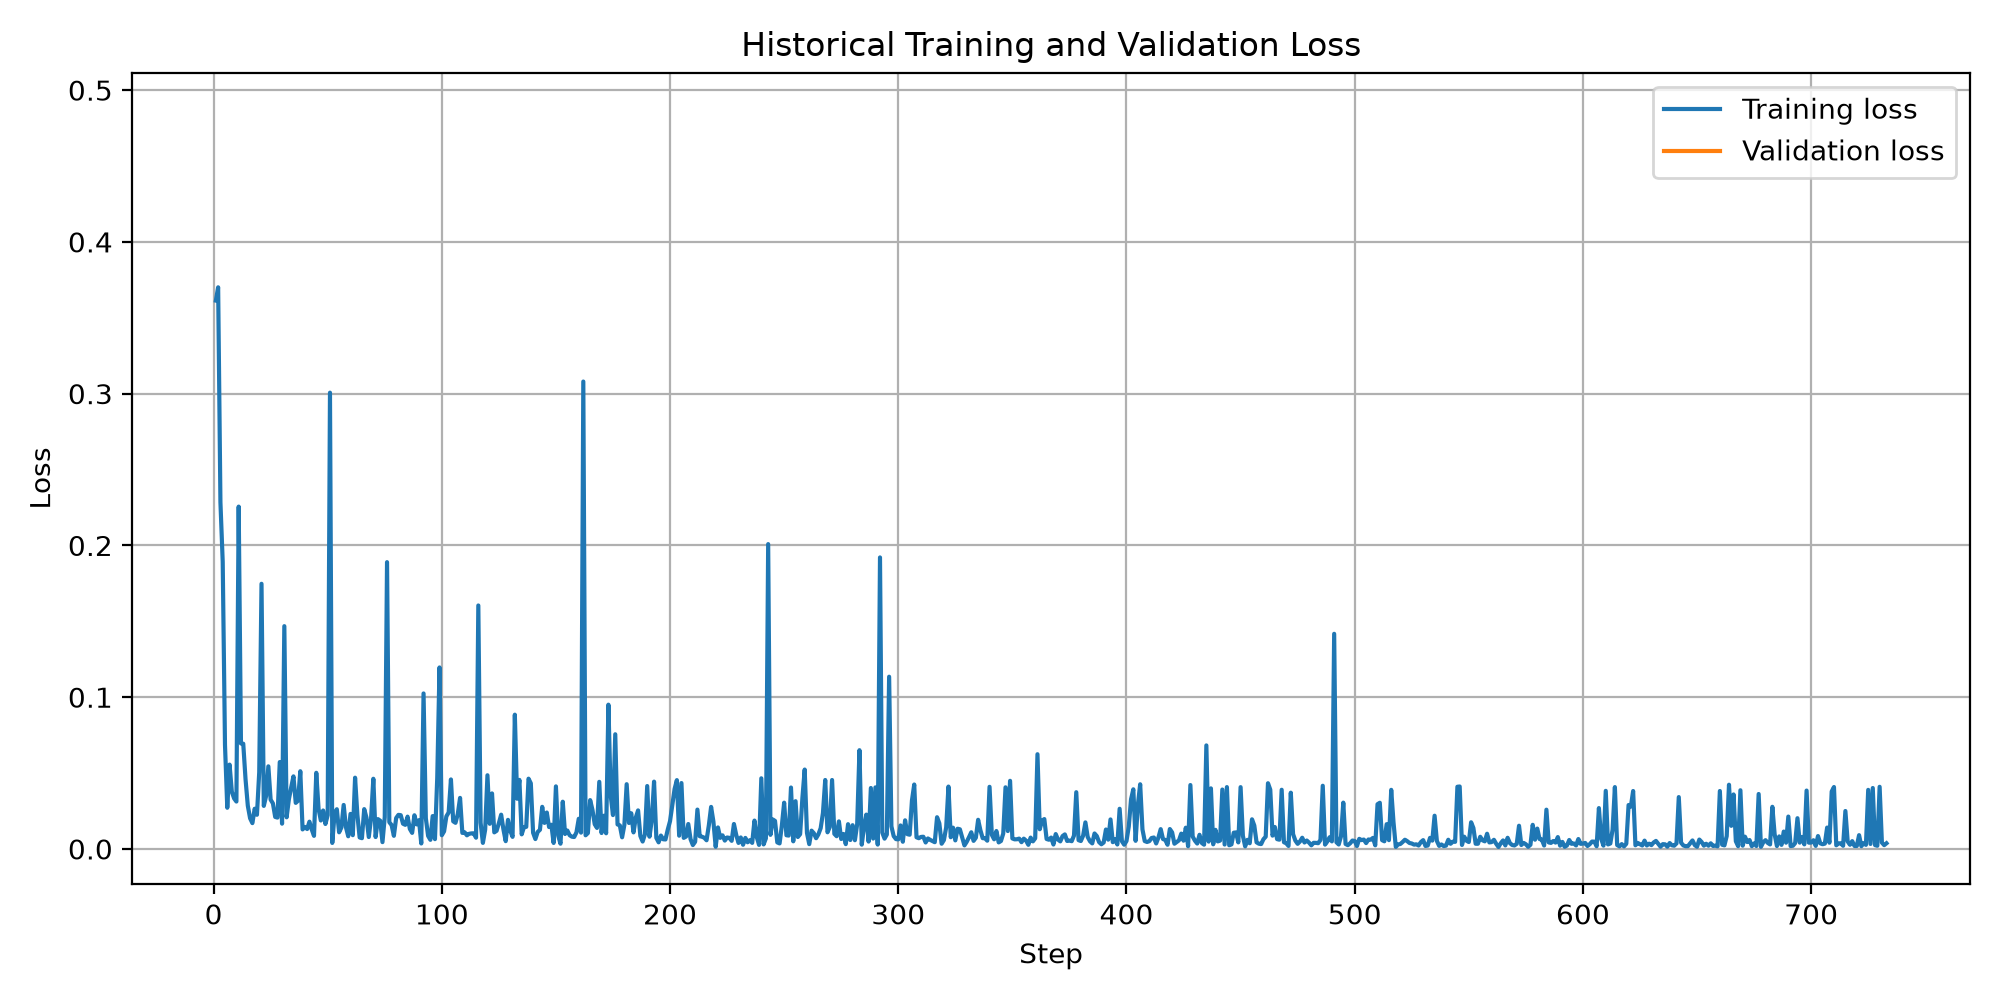 Historical Training and Validation Loss
Training loss
Validation loss
Loss
0.5
0.4
0.3
0.2
0.1
0.0
0
100
200
300
400
500
600
700
Step